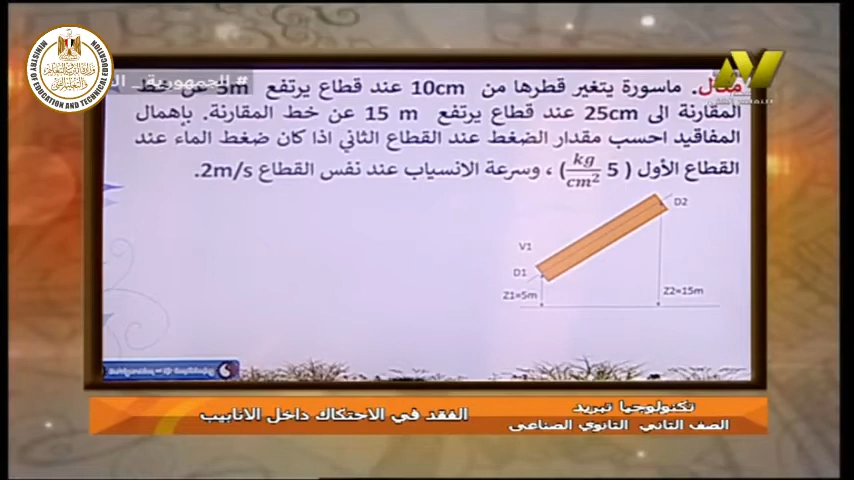 # الجمهورية_ال
MINISTRY OF EDUCATION AND TECHNICAL EDUCATION
مثال. ماسورة يتغير قطرها من 10cm عند قطاع يرتفع 5m عن خط
المقارنة الى 25cm عند قطاع يرتفع 15 m عن خط المقارنة. بإهمال
المفاقيد احسب مقدار الضغط عند القطاع الثاني اذا كان ضغط الماء عند
القطاع الأول ( 5 kg/cm²) ، وسرعة الانسياب عند نفس القطاع 2m/s.
D2
V1
D1
Z1=5m
Z2=15m
Refrigeration
تكنولوجيا تبريد
الصف الثاني الثانوي الصناعى
الفقد في الاحتكاك داخل الانابيب